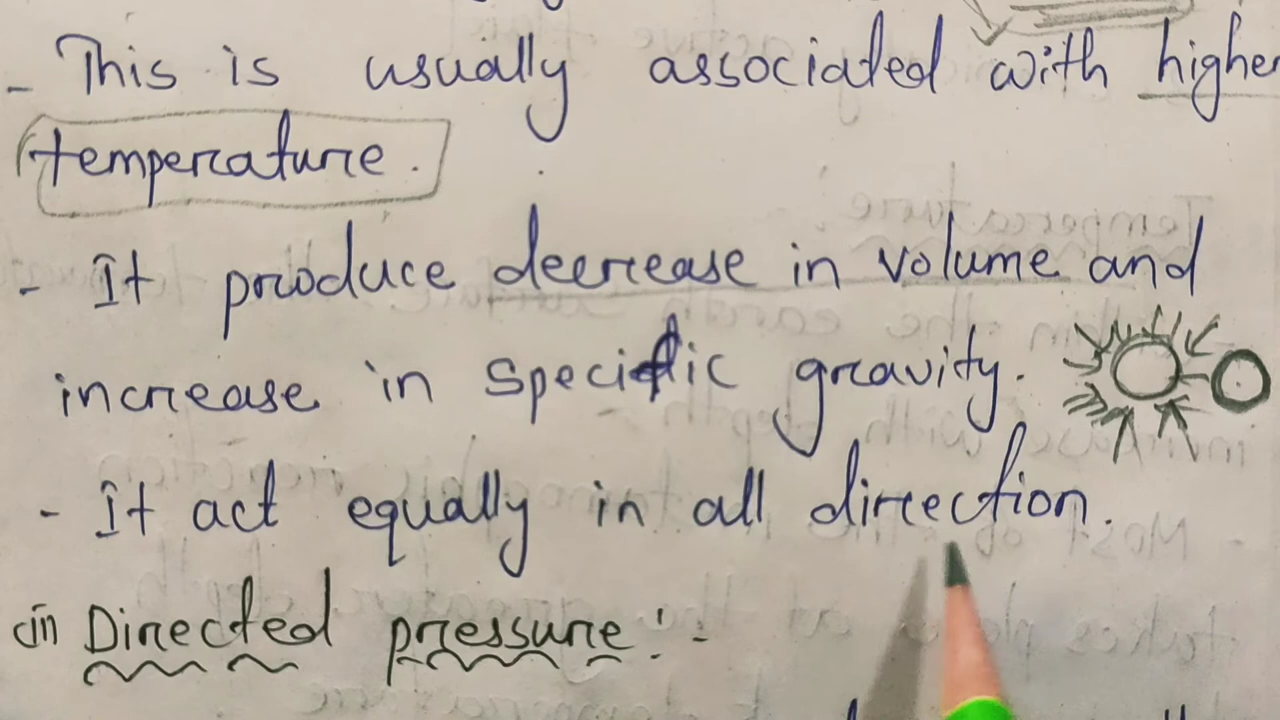 - This is usually associated with higher
temperature.
- It produce decrease in volume and
increase in specific gravity.
- It act equally in all direction.
(ii) Directed pressure :-